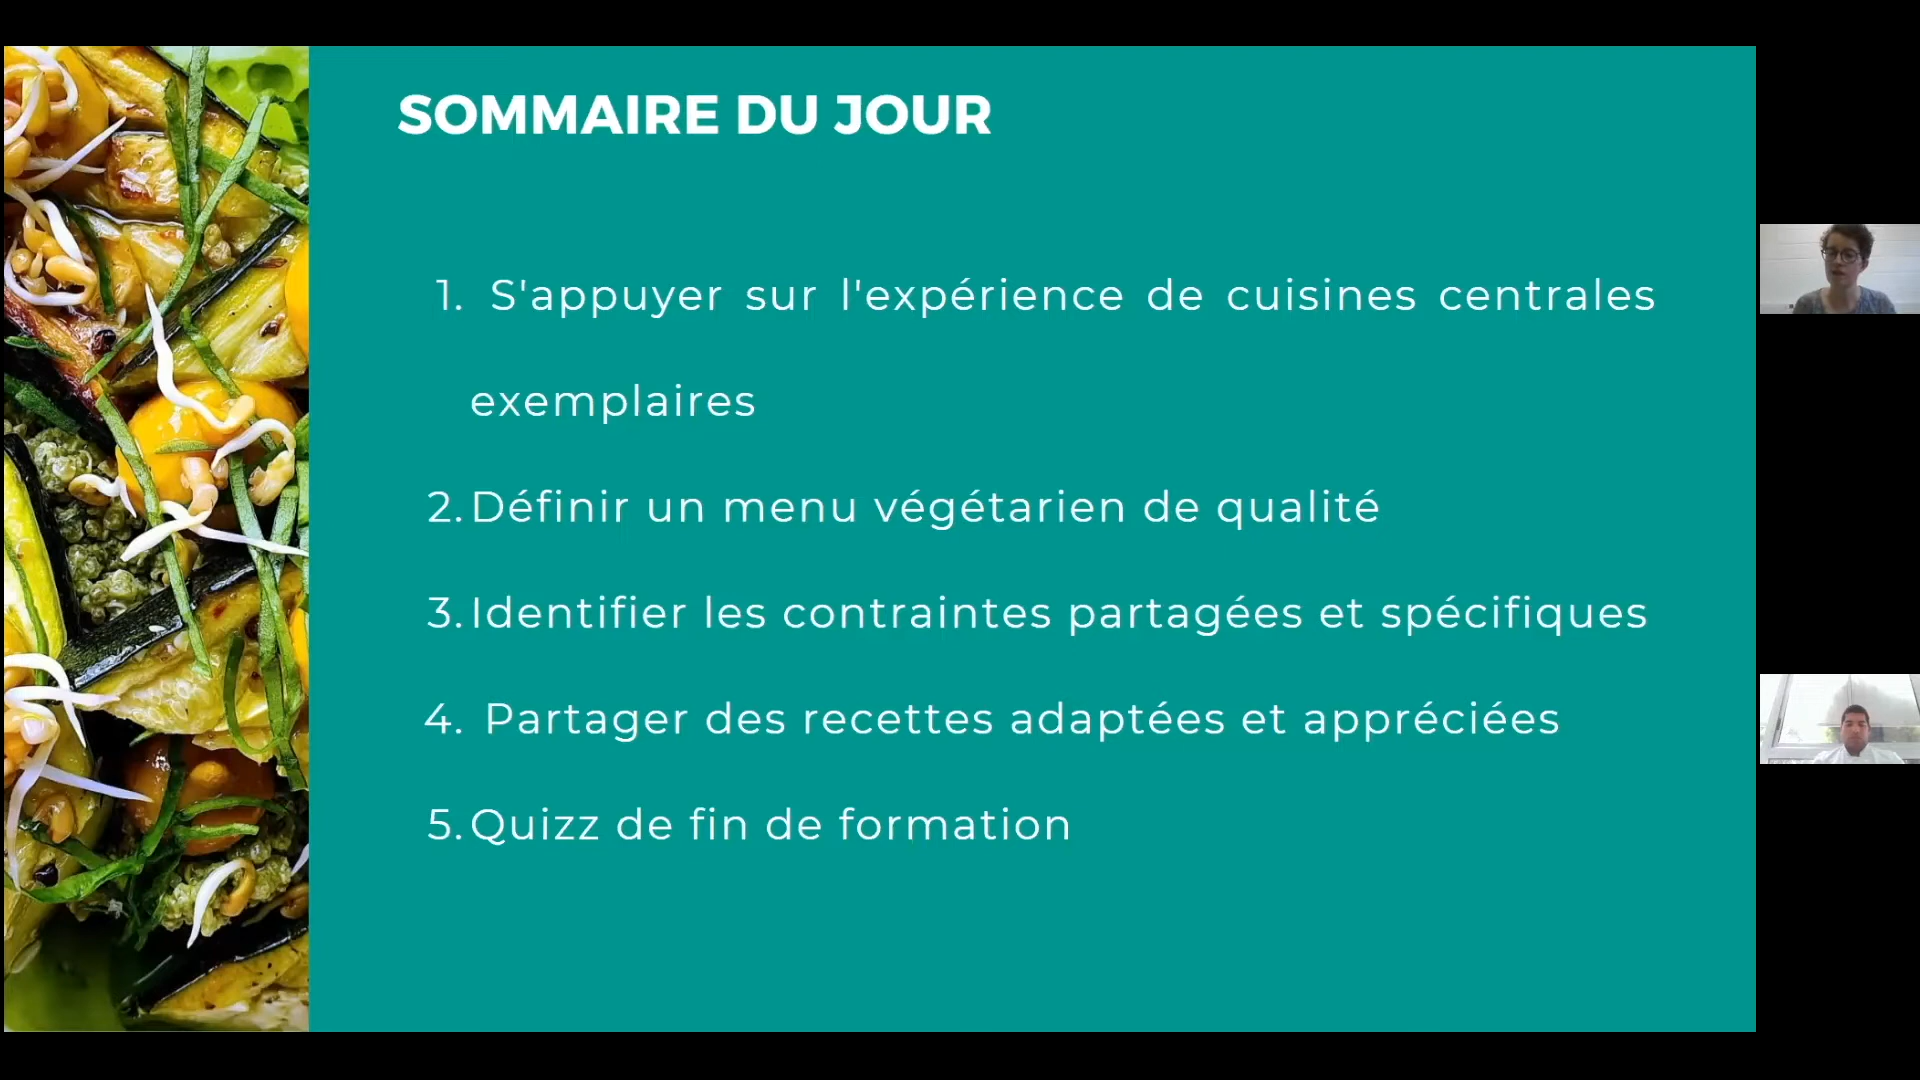 SOMMAIRE DU JOUR
1. S'appuyer sur l'expérience de cuisines centrales
exemplaires
2. Définir un menu végétarien de qualité
3. Identifier les contraintes partagées et spécifiques
4. Partager des recettes adaptées et appréciées
5. Quizz de fin de formation